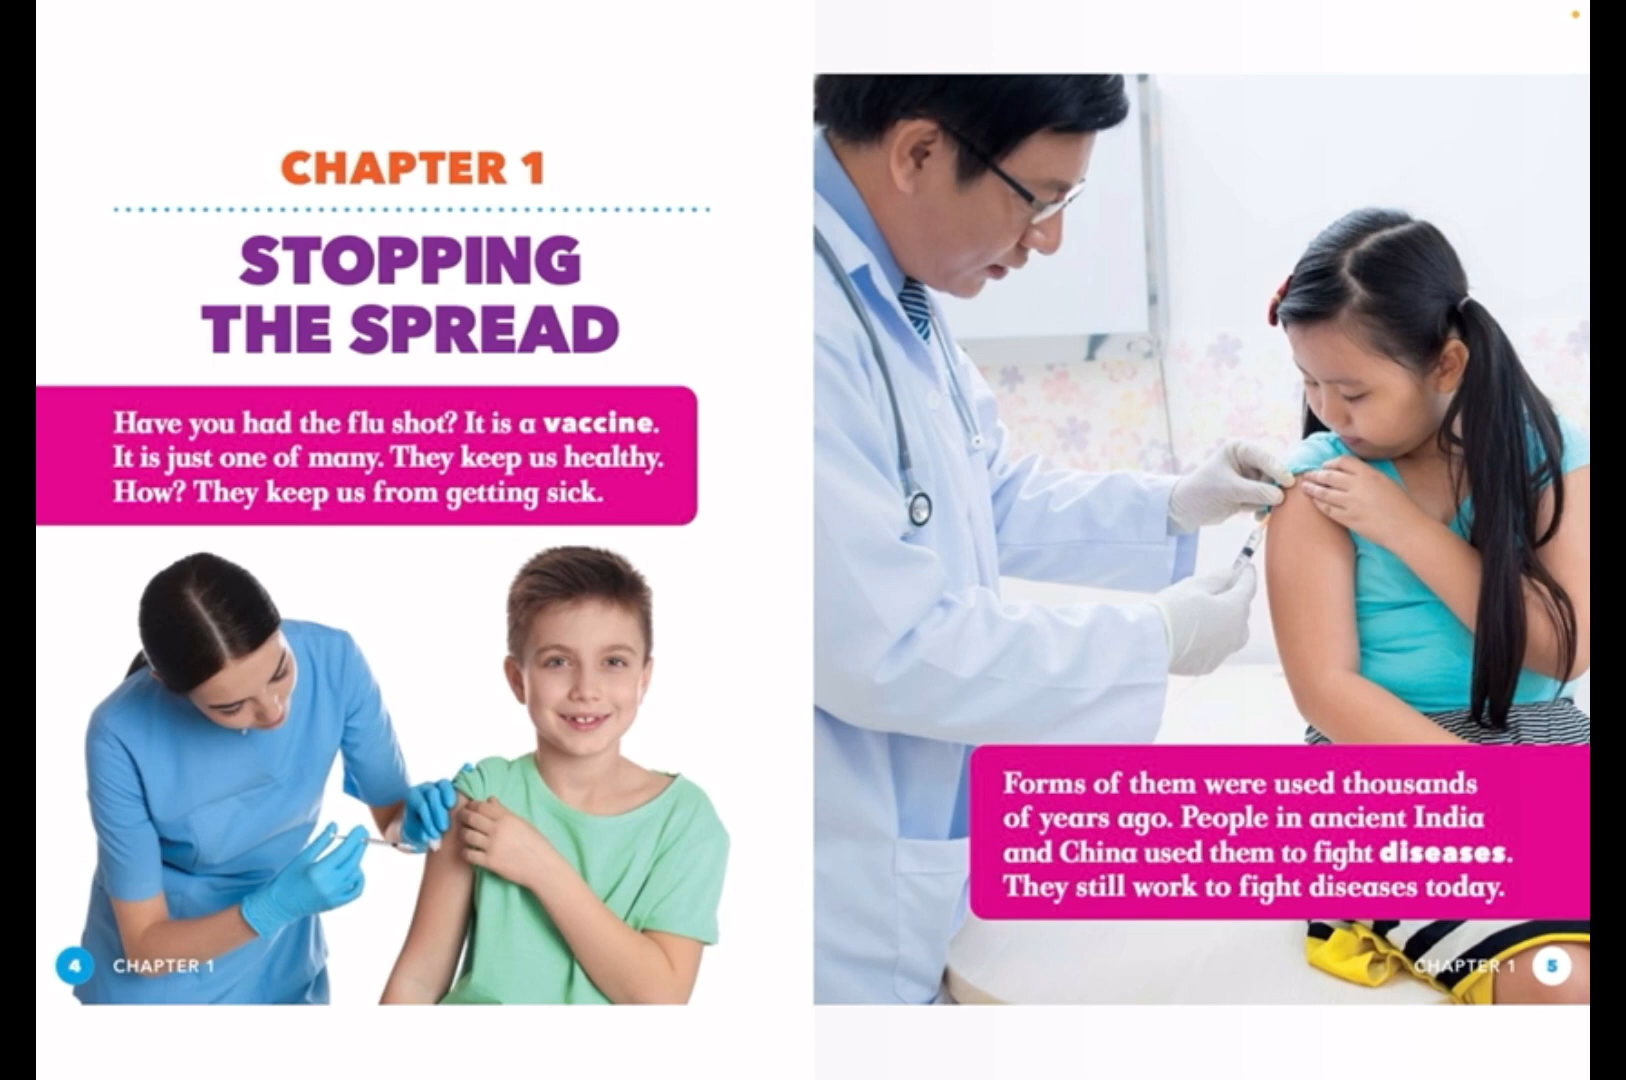 CHAPTER 1
STOPPING
THE SPREAD
Have you had the flu shot? It is a vaccine.
It is just one of many. They keep us healthy.
How? They keep us from getting sick.
4 CHAPTER 1
Forms of them were used thousands
of years ago. People in ancient India
and China used them to fight diseases.
They still work to fight diseases today.
CHAPTER 1 5